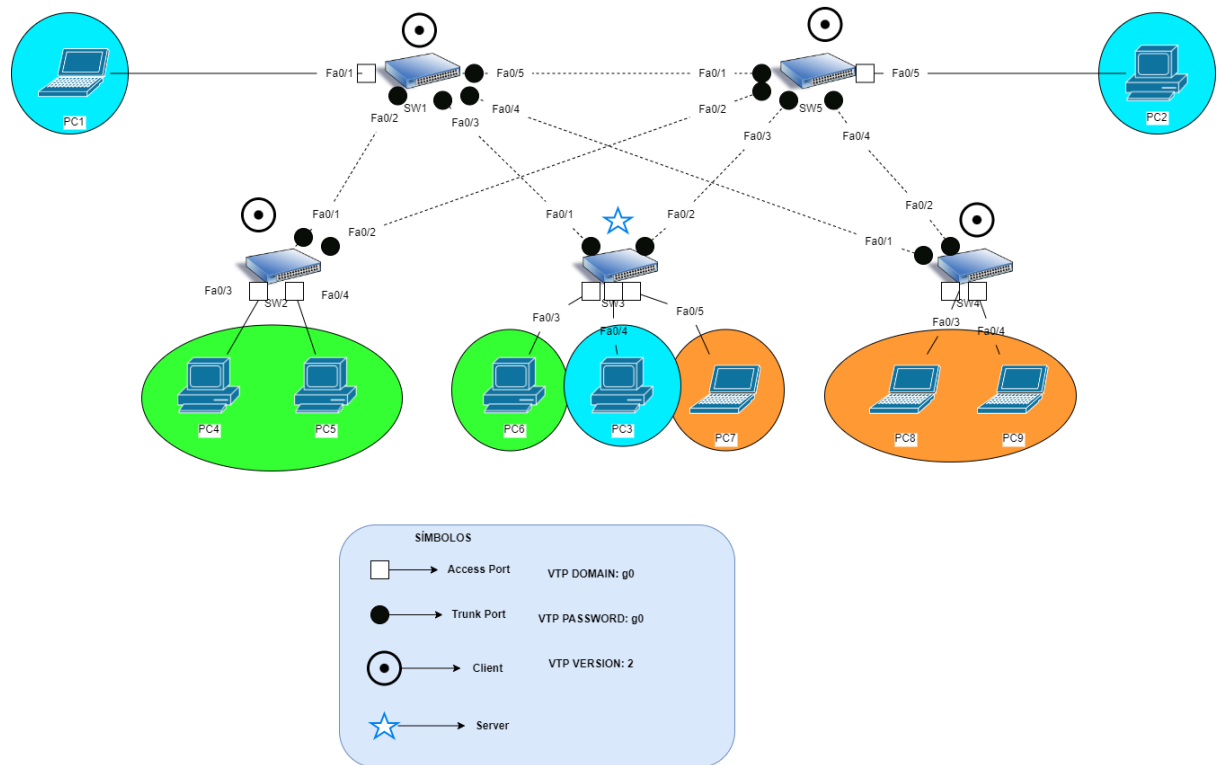 Fa0/1
Fa0/5
Fa0/1
Fa0/5
PC1
SW1
SW5
PC2
Fa0/2
Fa0/3
Fa0/4
Fa0/2
Fa0/3
Fa0/4
Fa0/1
Fa0/2
Fa0/1
Fa0/2
Fa0/2
Fa0/1
Fa0/3
Fa0/4
SW2
SW3
SW4
Fa0/3
Fa0/4
Fa0/5
Fa0/3
Fa0/4
PC4
PC5
PC6
PC3
PC7
PC8
PC9
SÍMBOLOS
Access Port
VTP DOMAIN: g0
Trunk Port
VTP PASSWORD: g0
Client
VTP VERSION: 2
Server